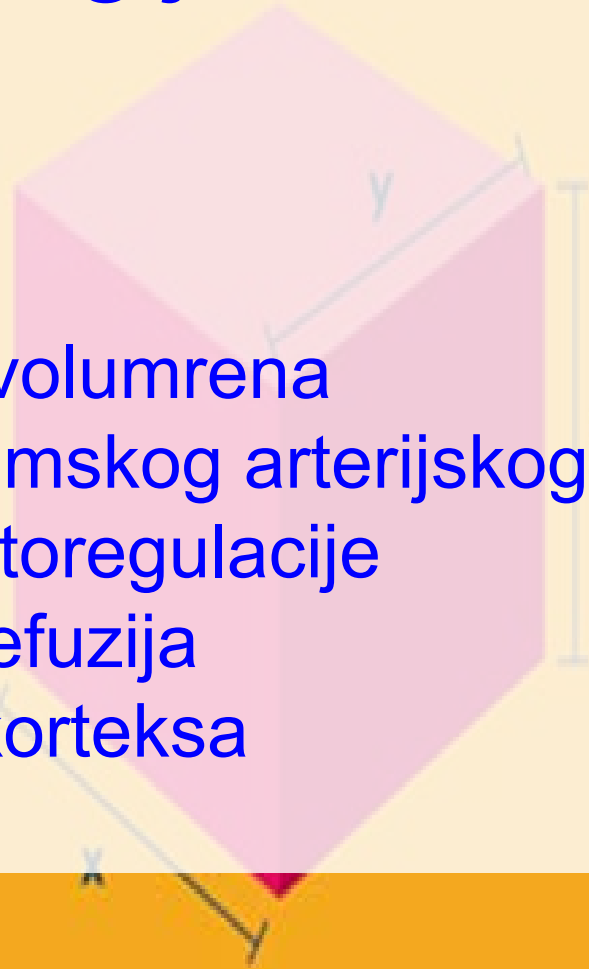 y
volumrena
mskog arterijskog
toregulacije
efuzija
korteksa
x